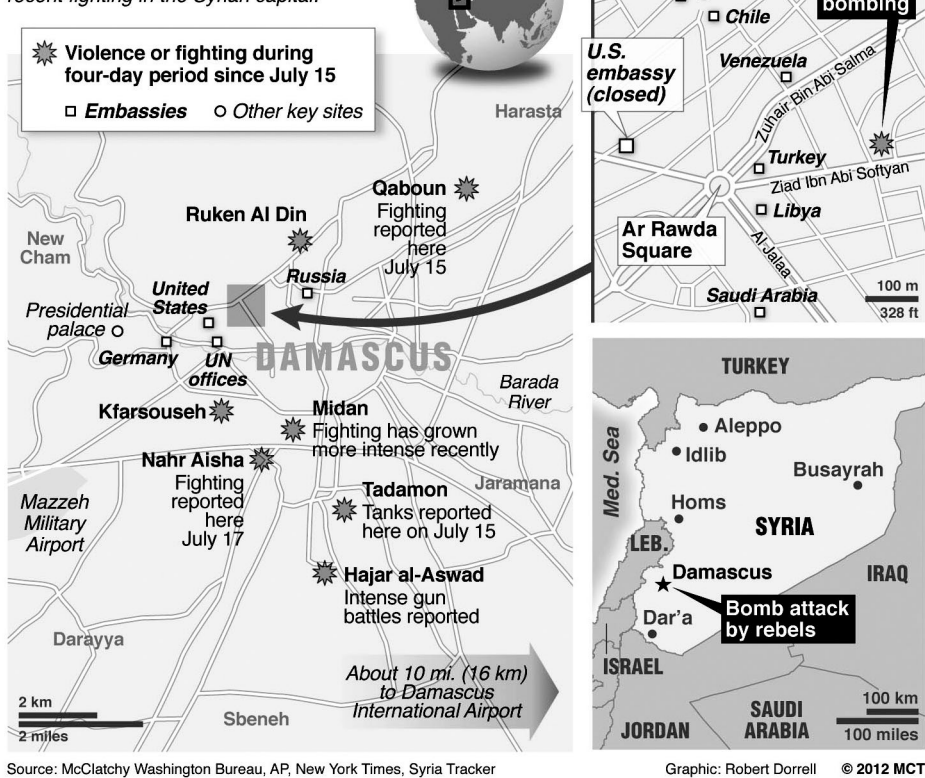 recent fighting in the Syrian capital.
Violence or fighting during
four-day period since July 15
Embassies
Other key sites
Harasta
Qaboun
Fighting
reported
here
July 15
Ruken Al Din
New
Cham
Russia
United
States
Presidential
palace
Germany
UN
offices
DAMASCUS
Barada
River
Kfarsouseh
Midan
Fighting has grown
more intense recently
Nahr Aisha
Fighting
reported
here
July 17
Jaramana
Tadamon
Tanks reported
here on July 15
Mazzeh
Military
Airport
Hajar al-Aswad
Intense gun
battles reported
Darayya
About 10 mi. (16 km)
to Damascus
International Airport
2 km
2 miles
Sbeneh
bombing
Chile
U.S.
embassy
(closed)
Venezuela
Zuhair Bin Abi Salma
Turkey
Ziad Ibn Abi Softyan
Libya
Ar Rawda
Square
Al Jalaa
Saudi Arabia
100 m
328 ft
TURKEY
Aleppo
Idlib
Med. Sea
Busayrah
Homs
SYRIA
LEB.
Damascus
IRAQ
Bomb attack
by rebels
Dar'a
ISRAEL
JORDAN
SAUDI
ARABIA
100 km
100 miles
Source: McClatchy Washington Bureau, AP, New York Times, Syria Tracker
Graphic: Robert Dorrell
© 2012 MCT